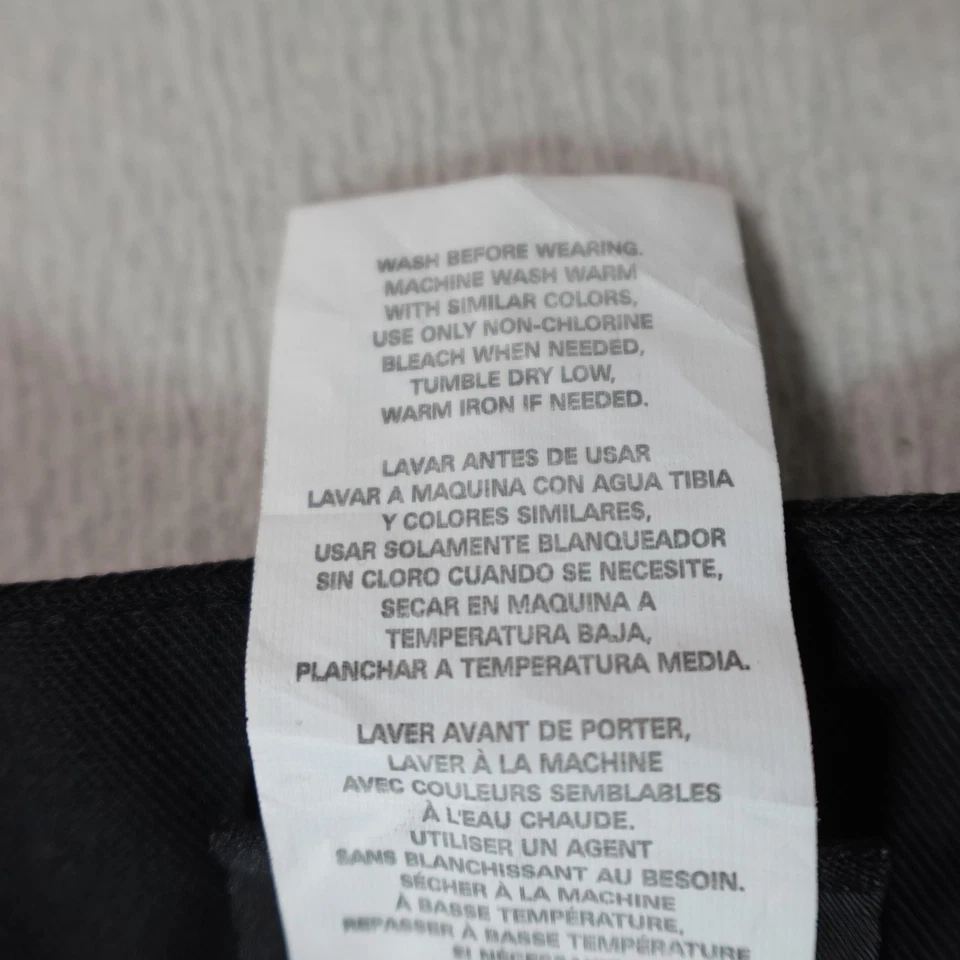 WASH BEFORE WEARING.
MACHINE WASH WARM
WITH SIMILAR COLORS,
USE ONLY NON-CHLORINE
BLEACH WHEN NEEDED,
TUMBLE DRY LOW,
WARM IRON IF NEEDED.
LAVAR ANTES DE USAR
LAVAR A MAQUINA CON AGUA TIBIA
Y COLORES SIMILARES,
USAR SOLAMENTE BLANQUEADOR
SIN CLORO CUANDO SE NECESITE,
SECAR EN MAQUINA A
TEMPERATURA BAJA,
PLANCHAR A TEMPERATURA MEDIA.
LAVER AVANT DE PORTER,
LAVER À LA MACHINE
AVEC COULEURS SEMBLABLES
À L'EAU CHAUDE.
UTILISER UN AGENT
SANS BLANCHISSANT AU BESOIN.
SÉCHER À LA MACHINE
À BASSE TEMPÉRATURE,
REPASSER À BASSE TEMPÉRATURE
SI NÉCESSAIRE